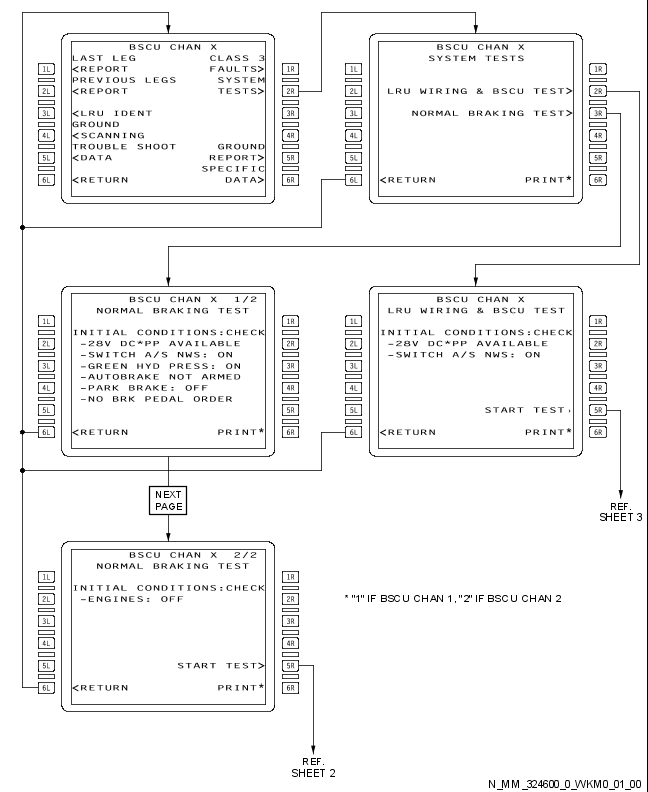 BSCU CHAN X
LAST LEG CLASS 3
1L <REPORT FAULTS> 1R
PREVIOUS LEGS SYSTEM
2L <REPORT TESTS> 2R
3L <LRU IDENT 3R
GROUND
4L <SCANNING 4R
TROUBLE SHOOT GROUND
5L <DATA REPORT> 5R
SPECIFIC
6L <RETURN DATA> 6R
BSCU CHAN X
SYSTEM TESTS
1L 1R
2L LRU WIRING & BSCU TEST> 2R
3L NORMAL BRAKING TEST> 3R
4L 4R
5L 5R
6L <RETURN PRINT* 6R
BSCU CHAN X 1/2
NORMAL BRAKING TEST
1L 1R
INITIAL CONDITIONS:CHECK
2L -28V DC*PP AVAILABLE 2R
-SWITCH A/S NWS: ON
3L -GREEN HYD PRESS: ON 3R
-AUTOBRAKE NOT ARMED
4L -PARK BRAKE: OFF 4R
-NO BRK PEDAL ORDER
5L 5R
6L <RETURN PRINT* 6R
BSCU CHAN X
LRU WIRING & BSCU TEST
1L 1R
INITIAL CONDITIONS:CHECK
2L -28V DC*PP AVAILABLE 2R
-SWITCH A/S NWS: ON
3L 3R
4L 4R
5L START TEST> 5R
6L <RETURN PRINT* 6R
NEXT
PAGE
REF.
SHEET 3
BSCU CHAN X 2/2
NORMAL BRAKING TEST
1L 1R
INITIAL CONDITIONS:CHECK
2L -ENGINES: OFF 2R
3L 3R
4L 4R
5L START TEST> 5R
6L <RETURN PRINT* 6R
* "1" IF BSCU CHAN 1, "2" IF BSCU CHAN 2
REF.
SHEET 2
N_MM_324600_0_WKM0_01_00